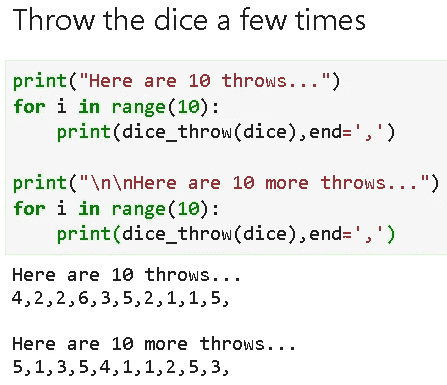 Throw the dice a few times
print("Here are 10 throws...")
for i in range(10):
    print(dice_throw(dice),end=',')
print("\n\nHere are 10 more throws...")
for i in range(10):
    print(dice_throw(dice),end=',')
Here are 10 throws...
4,2,2,6,3,5,2,1,1,5,
Here are 10 more throws...
5,1,3,5,4,1,1,2,5,3,